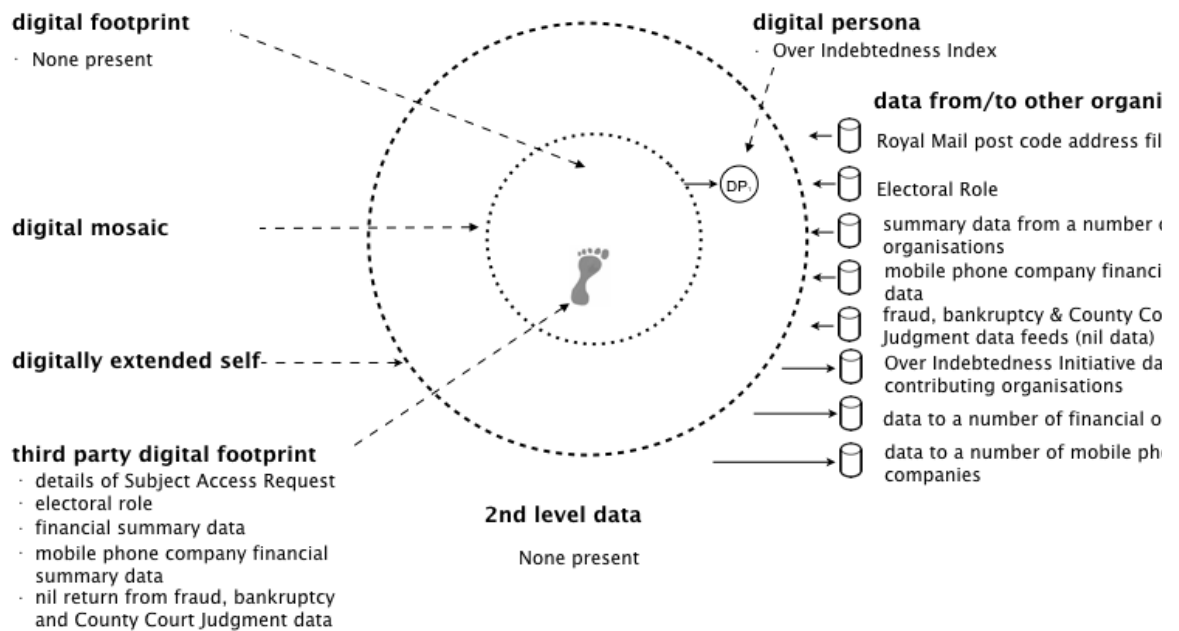 digital footprint
· None present
digital mosaic
digitally extended self
third party digital footprint
· details of Subject Access Request
· electoral role
· financial summary data
· mobile phone company financial
summary data
· nil return from fraud, bankruptcy
and County Court Judgment data
DP₁
2nd level data
None present
digital persona
· Over Indebtedness Index
data from/to other organi
Royal Mail post code address fil
Electoral Role
summary data from a number
organisations
mobile phone company financi
data
fraud, bankruptcy & County Co
Judgment data feeds (nil data)
Over Indebtedness Initiative da
contributing organisations
data to a number of financial o
data to a number of mobile ph
companies